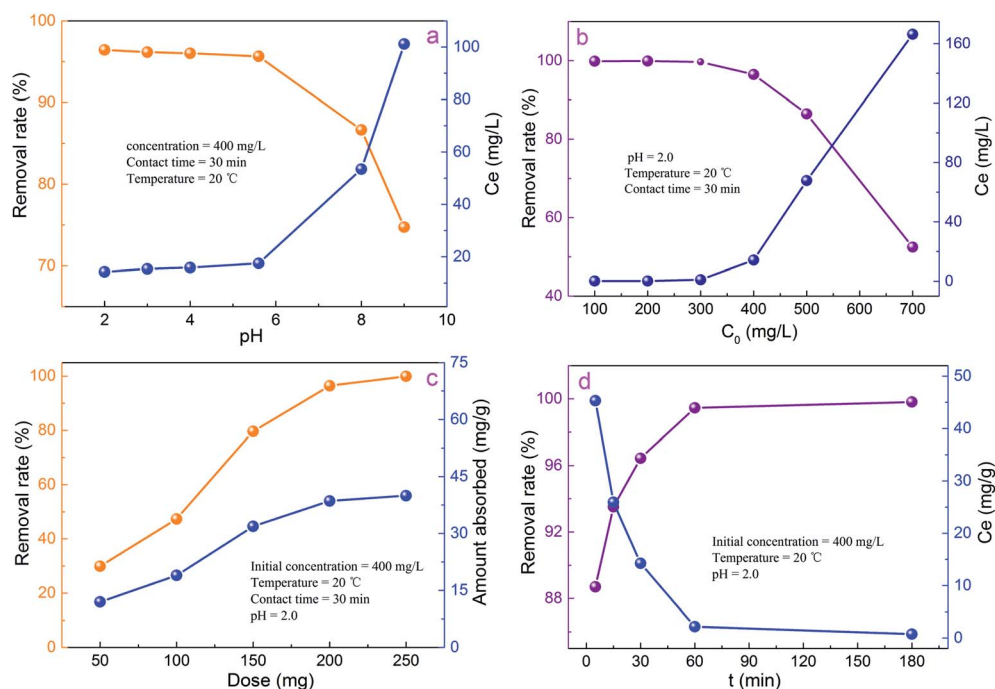 a
100
90
80
70
Removal rate (%)
concentration = 400 mg/L
Contact time = 30 min
Temperature = 20 ℃
100
80
60
40
20
Ce (mg/L)
2 4 6 8 10
pH
b
100
80
60
40
Removal rate (%)
pH = 2.0
Temperature = 20 ℃
Contact time = 30 min
160
120
80
40
0
Ce (mg/L)
100 200 300 400 500 600 700
C0 (mg/L)
c
100
80
60
40
20
0
Removal rate (%)
Initial concentration = 400 mg/L
Temperature = 20 ℃
Contact time = 30 min
pH = 2.0
75
60
45
30
15
0
Amount absorbed (mg/g)
50 100 150 200 250
Dose (mg)
d
100
96
92
88
Removal rate (%)
Initial concentration = 400 mg/L
Temperature = 20 ℃
pH = 2.0
50
40
30
20
10
0
Ce (mg/g)
0 30 60 90 120 150 180
t (min)